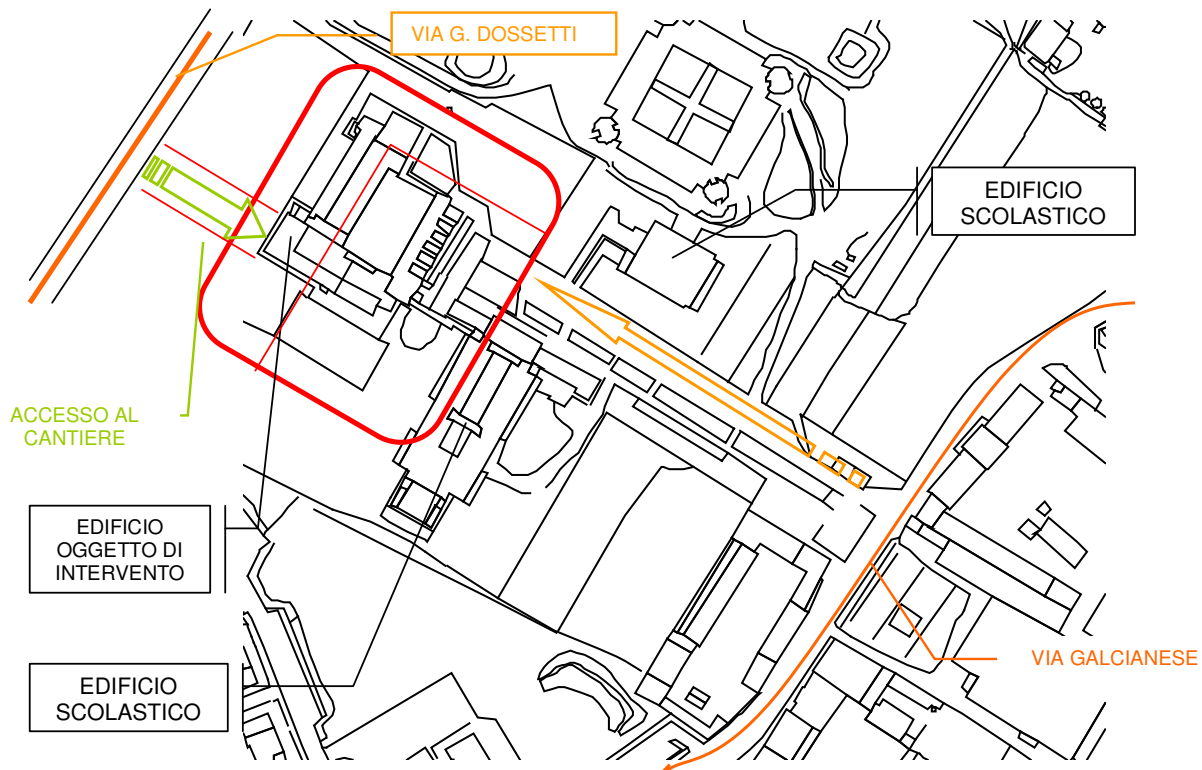 VIA G. DOSSETTI
EDIFICIO
SCOLASTICO
ACCESSO AL
CANTIERE
EDIFICIO
OGGETTO DI
INTERVENTO
EDIFICIO
SCOLASTICO
VIA GALCIANESE